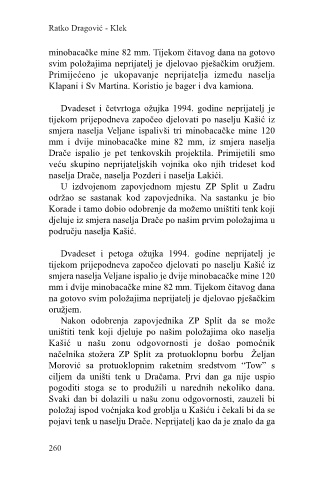 Ratko Dragović - Klek
minobacačke mine 82 mm. Tijekom čitavog dana na gotovo
svim položajima neprijatelj je djelovao pješačkim oružjem.
Primijećeno je ukopavanje neprijatelja između naselja
Klapani i Sv Martina. Koristio je bager i dva kamiona.
Dvadeset i četvrtoga ožujka 1994. godine neprijatelj je
tijekom prijepodneva započeo djelovati po naselju Kašić iz
smjera naselja Veljane ispalivši tri minobacačke mine 120
mm i dvije minobacačke mine 82 mm, iz smjera naselja
Drače ispalio je pet tenkovskih projektila. Primijetili smo
veću skupino neprijateljskih vojnika oko njih trideset kod
naselja Drače, naselja Pozderi i naselja Lakići.
U izdvojenom zapovjednom mjestu ZP Split u Zadru
održao se sastanak kod zapovjednika. Na sastanku je bio
Korade i tamo dobio odobrenje da možemo uništiti tenk koji
djeluje iz smjera naselja Drače po našim prvim položajima u
području naselja Kašić.
Dvadeset i petoga ožujka 1994. godine neprijatelj je
tijekom prijepodneva započeo djelovati po naselju Kašić iz
smjera naselja Veljane ispalio je dvije minobacačke mine 120
mm i dvije minobacačke mine 82 mm. Tijekom čitavog dana
na gotovo svim položajima neprijatelj je djelovao pješačkim
oružjem.
Nakon odobrenja zapovjednika ZP Split da se može
uništiti tenk koji djeluje po našim položajima oko naselja
Kašić u našu zonu odgovornosti je došao pomoćnik
načelnika stožera ZP Split za protuoklopnu borbu Željan
Morović sa protuoklopnim raketnim sredstvom “Tow” s
ciljem da uništi tenk u Dračama. Prvi dan ga nije uspio
pogoditi stoga se to produžili u narednih nekoliko dana.
Svaki dan bi dolazili u našu zonu odgovornosti, zauzeli bi
položaj ispod voćnjaka kod groblja u Kašiću i čekali bi da se
pojavi tenk u naselju Drače. Neprijatelj kao da je znalo da ga
260